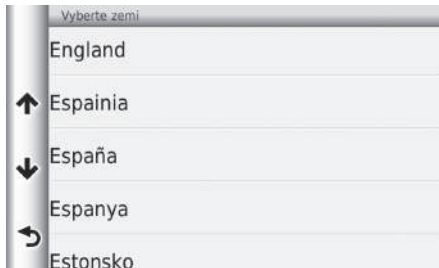 Vyberte zemi
England
Espainia
España
Espanya
Estonsko